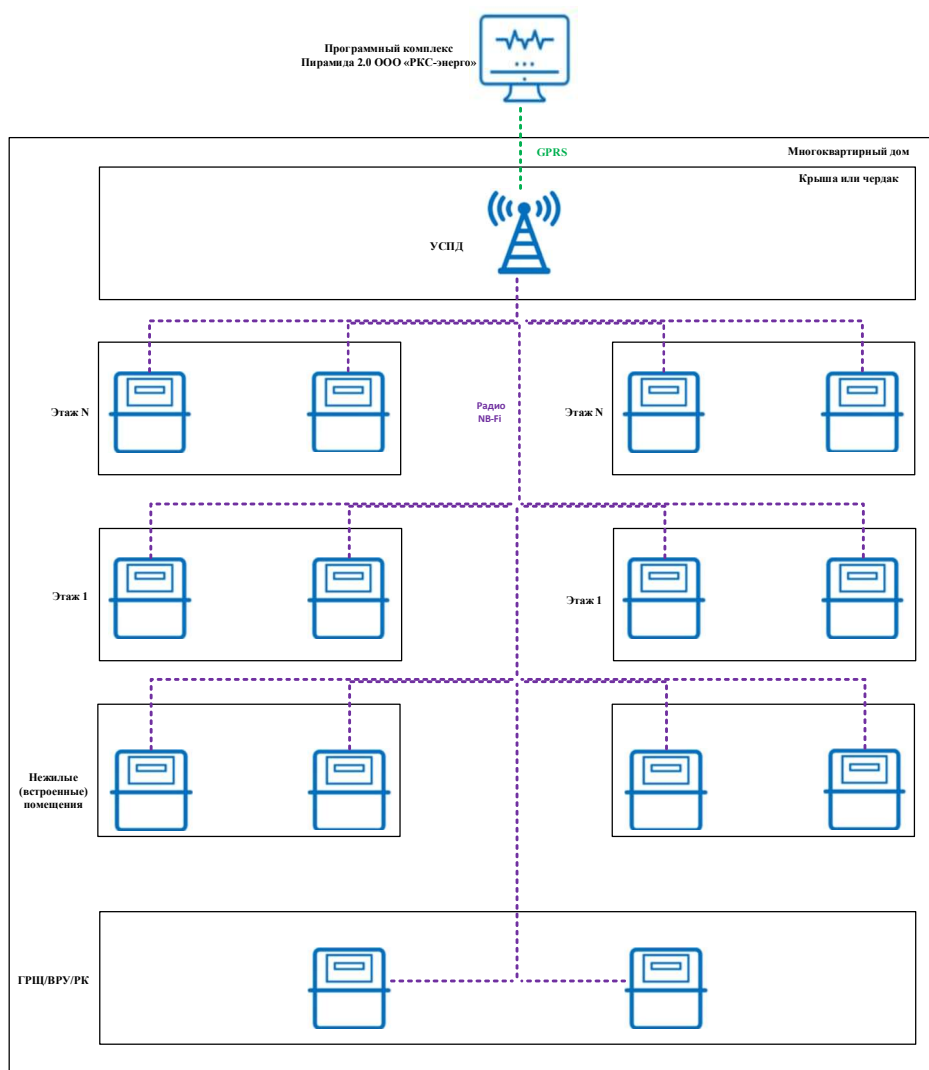 Программный комплекс
Пирамида 2.0 ООО «РКС-энерго»
GPRS
Многоквартирный дом
Крыша или чердак
УСПД
Этаж N
Радио
NB-Fi
Этаж N
Этаж 1
Этаж 1
Нежилые
(встроенные)
помещения
ГРЩ/ВРУ/РК